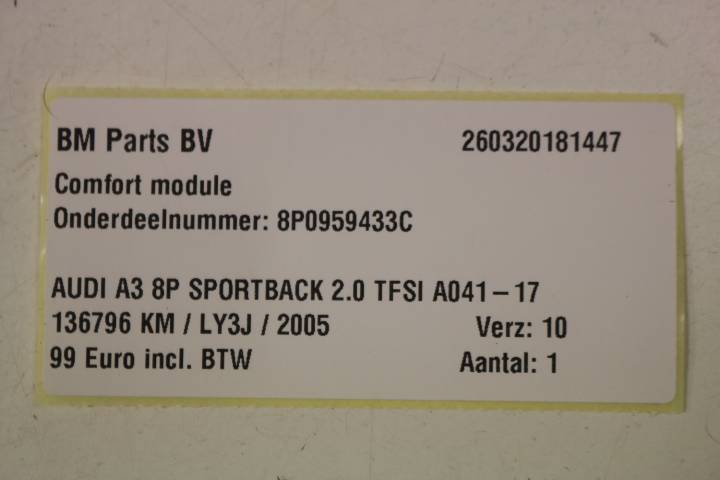 BM Parts BV 260320181447
Comfort module
Onderdeelnummer: 8P0959433C
AUDI A3 8P SPORTBACK 2.0 TFSI A041-17
136796 KM / LY3J / 2005 Verz: 10
99 Euro incl. BTW Aantal: 1